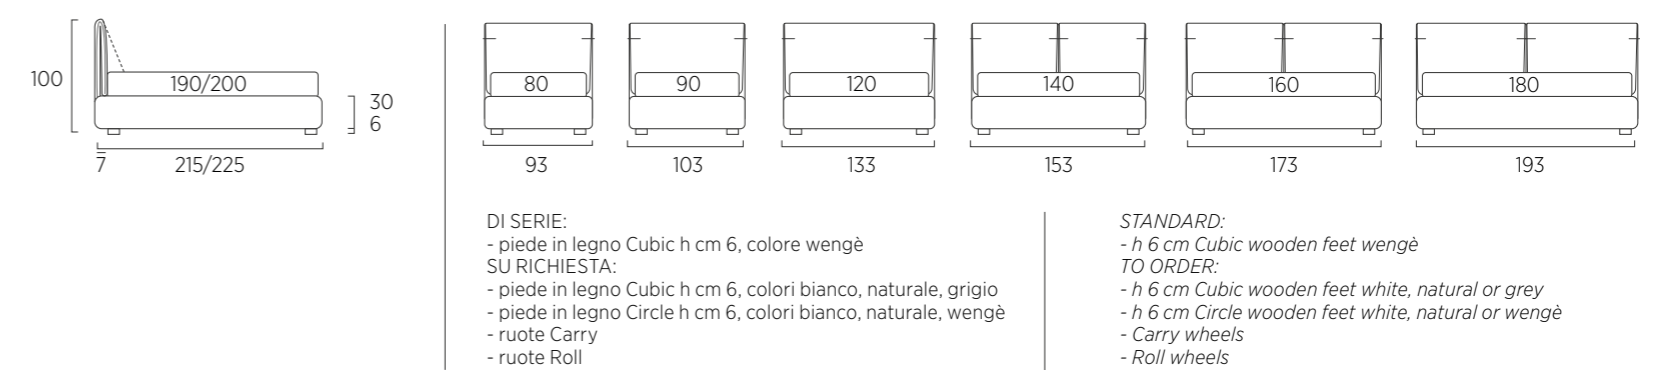 100
190/200
30
6
7
215/225
80
90
120
140
160
180
93
103
133
153
173
193
DI SERIE:
- piede in legno Cubic h cm 6, colore wengè
SU RICHIESTA:
- piede in legno Cubic h cm 6, colori bianco, naturale, grigio
- piede in legno Circle h cm 6, colori bianco, naturale, wengè
- ruote Carry
- ruote Roll
STANDARD:
- h 6 cm Cubic wooden feet wengè
TO ORDER:
- h 6 cm Cubic wooden feet white, natural or grey
- h 6 cm Circle wooden feet white, natural or wengè
- Carry wheels
- Roll wheels